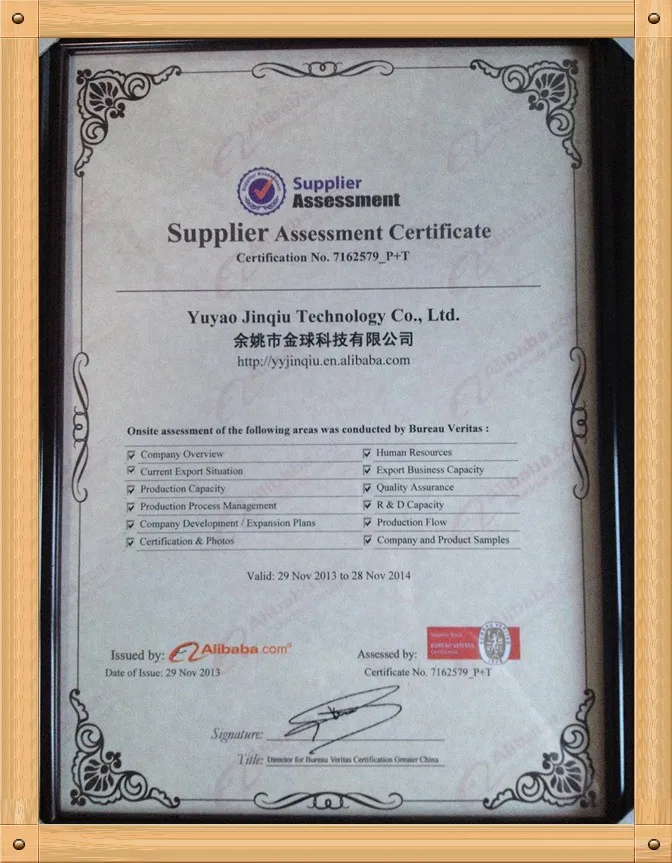 Supplier Assessment
Supplier
Assessment
Supplier Assessment Certificate
Certification No. 7162579_P+T
Yuyao Jinqiu Technology Co., Ltd.
余姚市金球科技有限公司
http://yyjinqiu.en.alibaba.com
Onsite assessment of the following areas was conducted by Bureau Veritas :
Company Overview
Human Resources
Current Export Situation
Export Business Capacity
Production Capacity
Quality Assurance
Production Process Management
R & D Capacity
Company Development / Expansion Plans
Production Flow
Certification & Photos
Company and Product Samples
Valid: 29 Nov 2013 to 28 Nov 2014
Issued by: Alibaba.com®
Assessed by:
BUREAU VERITAS
Date of Issue: 29 Nov 2013
Certificate No. 7162579_P+T
Signature:
Title: Director for Bureau Veritas Certification Greater China